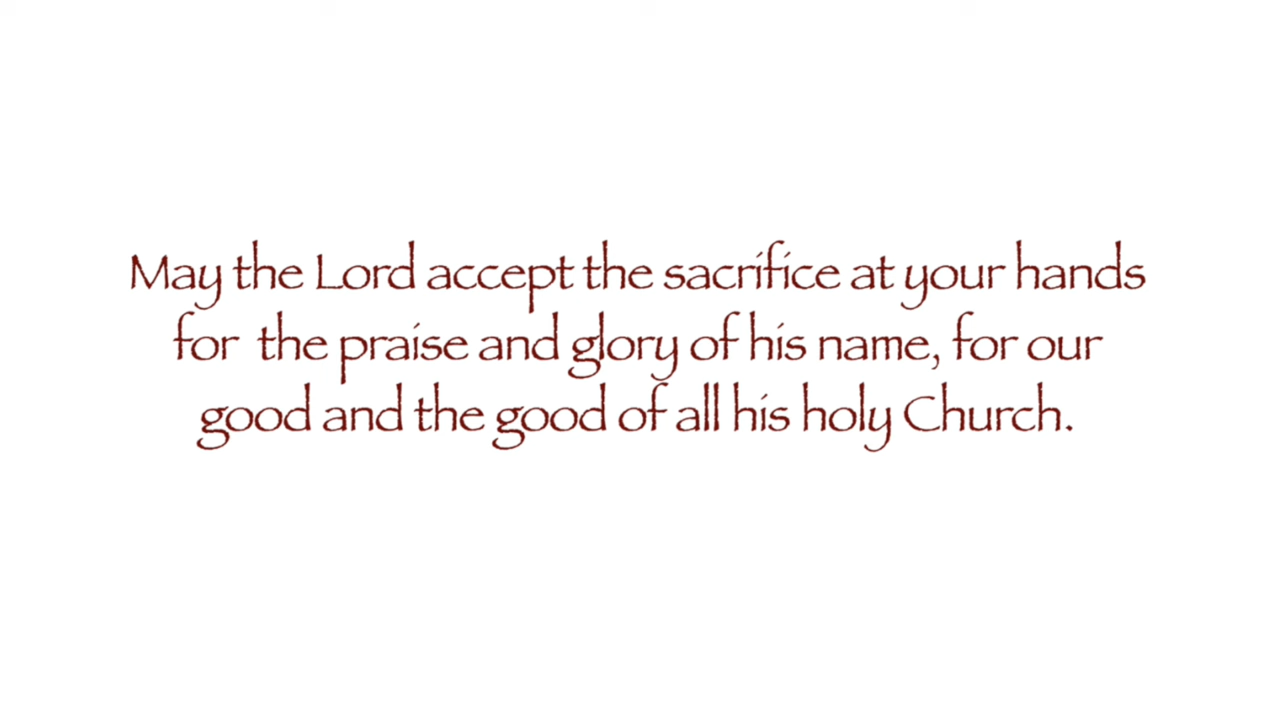 May the Lord accept the sacrifice at your hands
for the praise and glory of his name, for our
good and the good of all his holy Church.